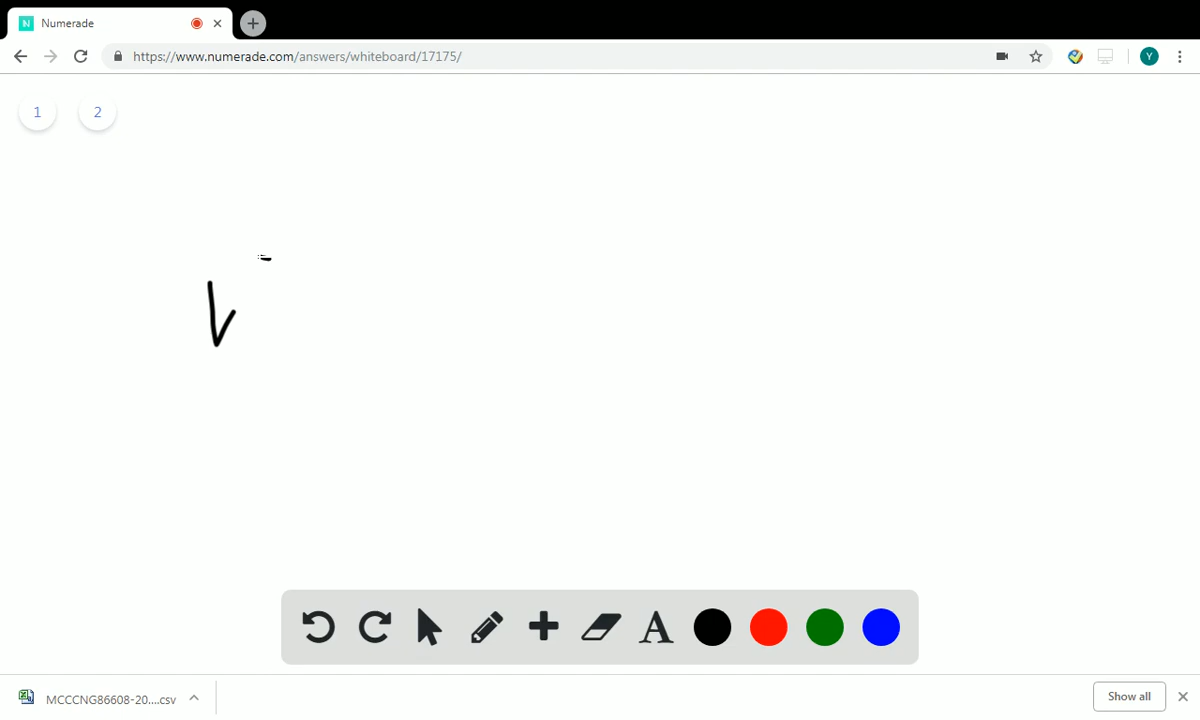 Numerade
https://www.numerade.com/answers/whiteboard/17175/
Y
1 2
A
MCCCNG86608-20....csv
Show all